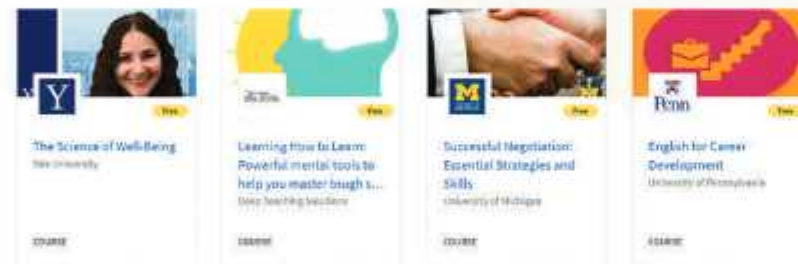 Y
Free
The Science of Well-Being
Yale University
COURSE
Free
Learning How to Learn:
Powerful mental tools to
help you master tough s...
Deep Teaching Solutions
COURSE
M
Free
Successful Negotiation:
Essential Strategies and
Skills
University of Michigan
COURSE
Penn
Free
English for Career
Development
University of Pennsylvania
COURSE